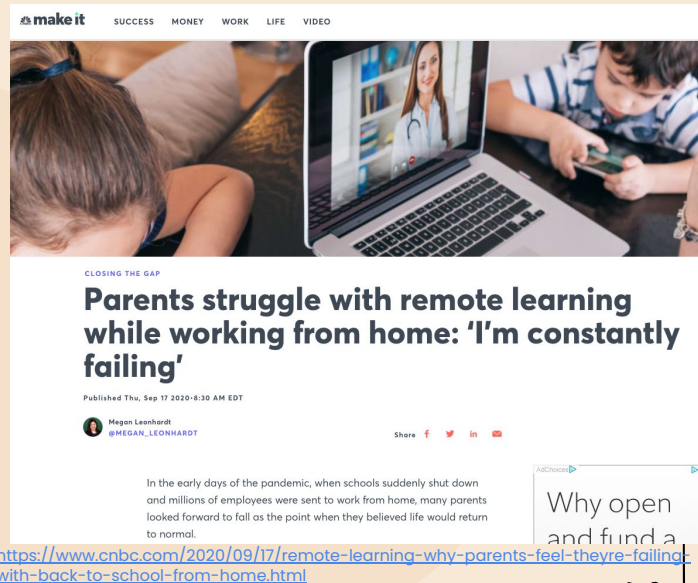 make it SUCCESS MONEY WORK LIFE VIDEO
CLOSING THE GAP
Parents struggle with remote learning
while working from home: ‘I’m constantly
failing’
Published Thu, Sep 17 2020•8:30 AM EDT
Megan Leonhardt
@MEGAN_LEONHARDT
Share
In the early days of the pandemic, when schools suddenly shut down
and millions of employees were sent to work from home, many parents
looked forward to fall as the point when they believed life would return
to normal.
AdChoices
Why open
and fund a
https://www.cnbc.com/2020/09/17/remote-learning-why-parents-feel-theyre-failing-
with-back-to-school-from-home.html